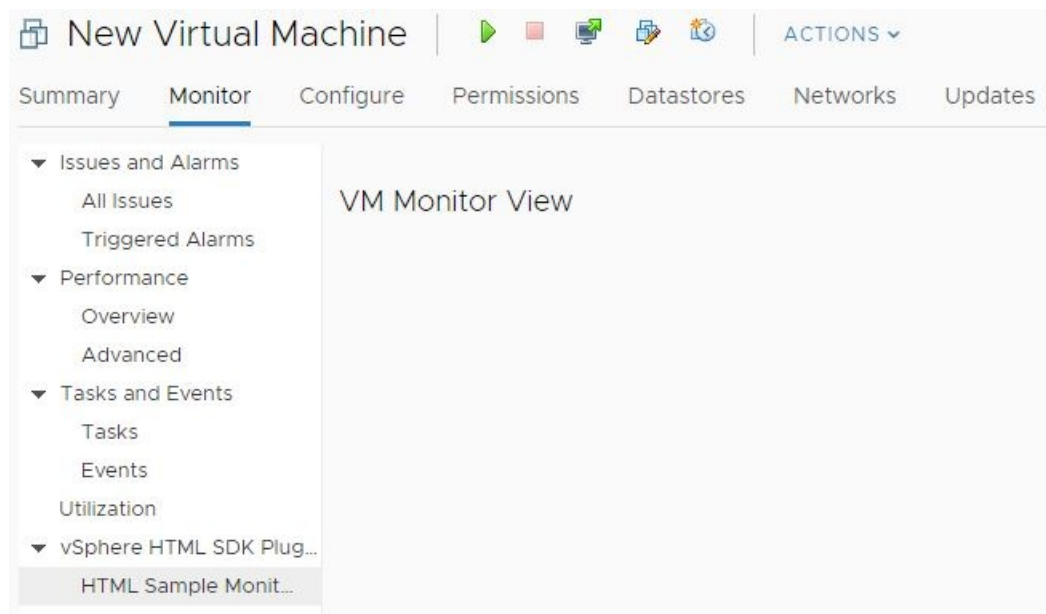 New Virtual Machine ACTIONS
Summary Monitor Configure Permissions Datastores Networks Updates
Issues and Alarms
All Issues
VM Monitor View
Triggered Alarms
Performance
Overview
Advanced
Tasks and Events
Tasks
Events
Utilization
vSphere HTML SDK Plug...
HTML Sample Monit...